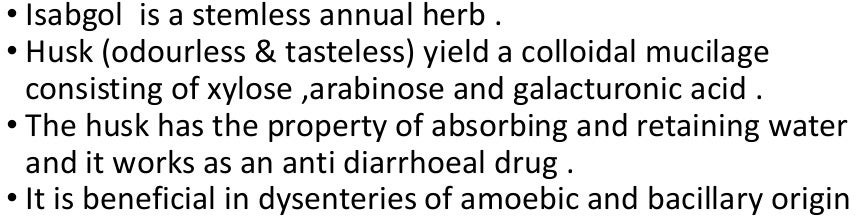 • Isabgol  is a stemless annual herb .
• Husk (odourless & tasteless) yield a colloidal mucilage
consisting of xylose ,arabinose and galacturonic acid .
• The husk has the property of absorbing and retaining water
and it works as an anti diarrhoeal drug .
• It is beneficial in dysenteries of amoebic and bacillary origin